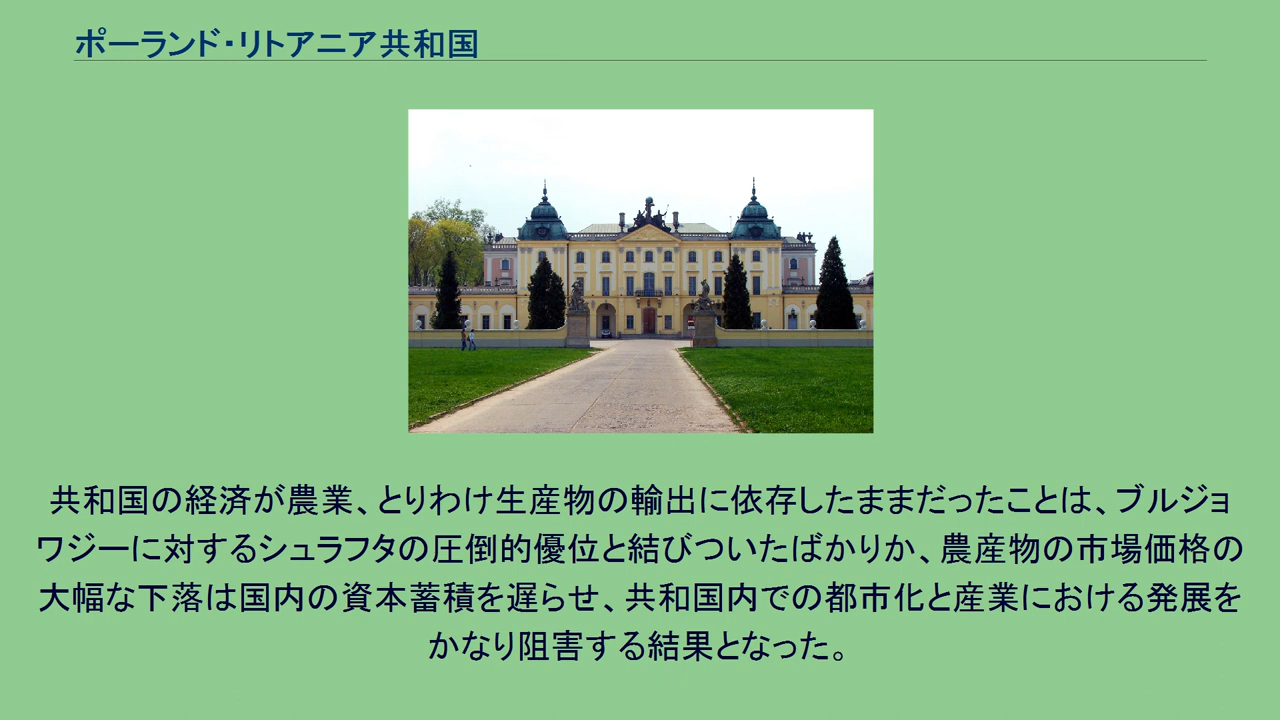 ポーランド・リトアニア共和国
共和国の経済が農業、とりわけ生産物の輸出に依存したままだったことは、ブルジョ
ワジーに対するシュラフタの圧倒的優位と結びついたばかりか、農産物の市場価格の
大幅な下落は国内の資本蓄積を遅らせ、共和国内での都市化と産業における発展を
かなり阻害する結果となった。